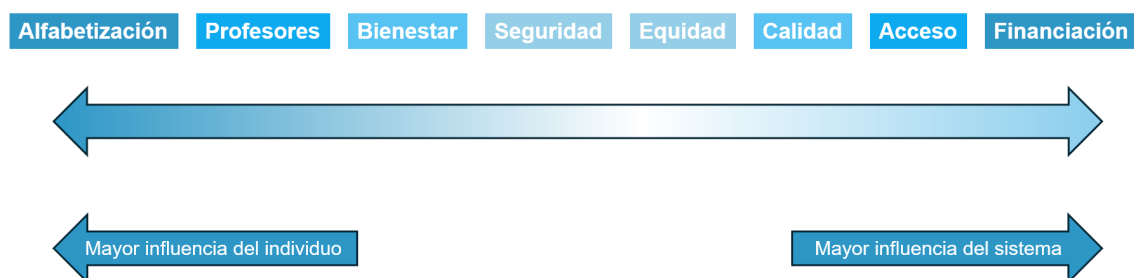 Alfabetización Profesores Bienestar Seguridad Equidad Calidad Acceso Financiación
Mayor influencia del individuo Mayor influencia del sistema